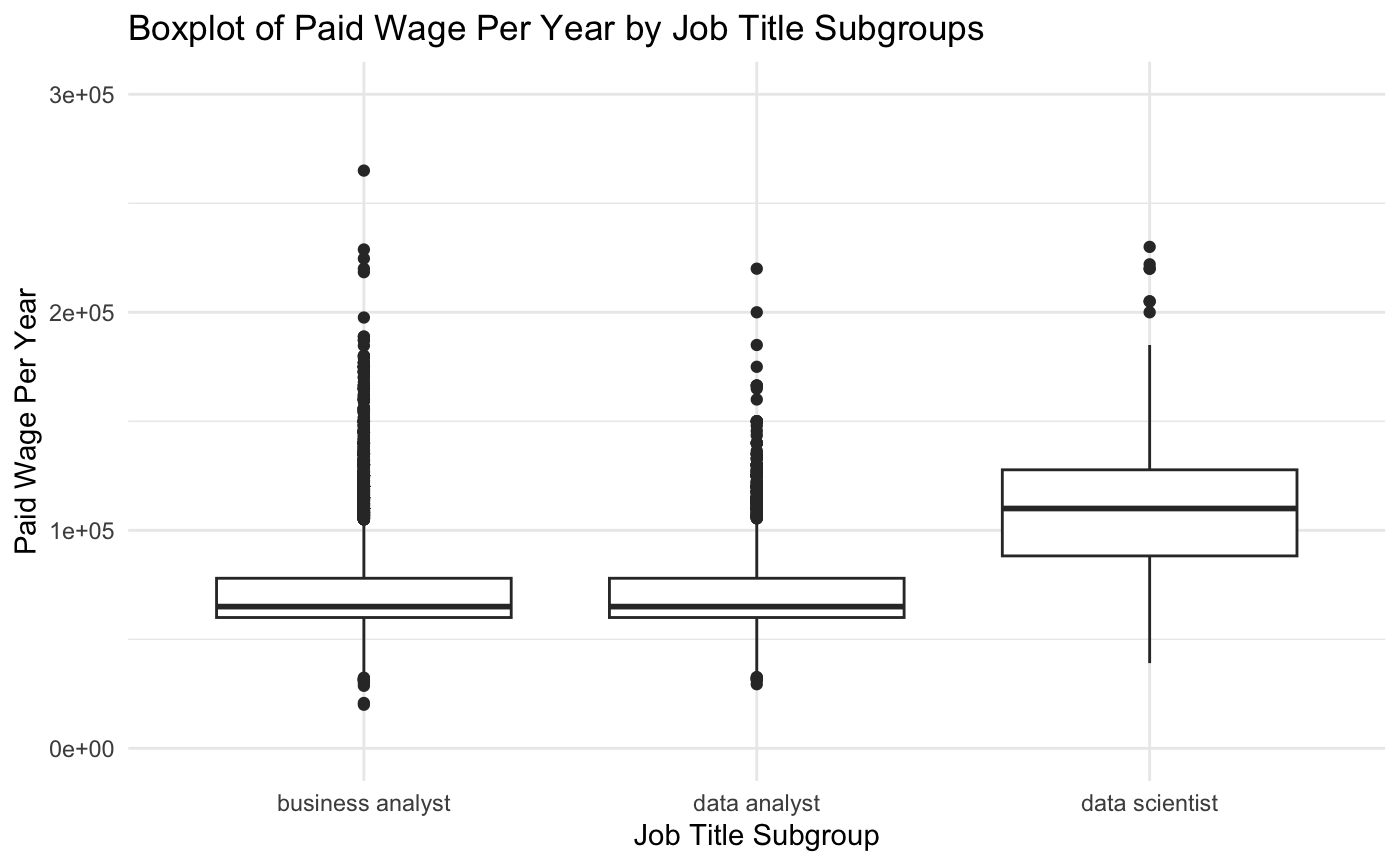 Boxplot of Paid Wage Per Year by Job Title Subgroups
Paid Wage Per Year
3e+05
2e+05
1e+05
0e+00
business analyst
data analyst
data scientist
Job Title Subgroup